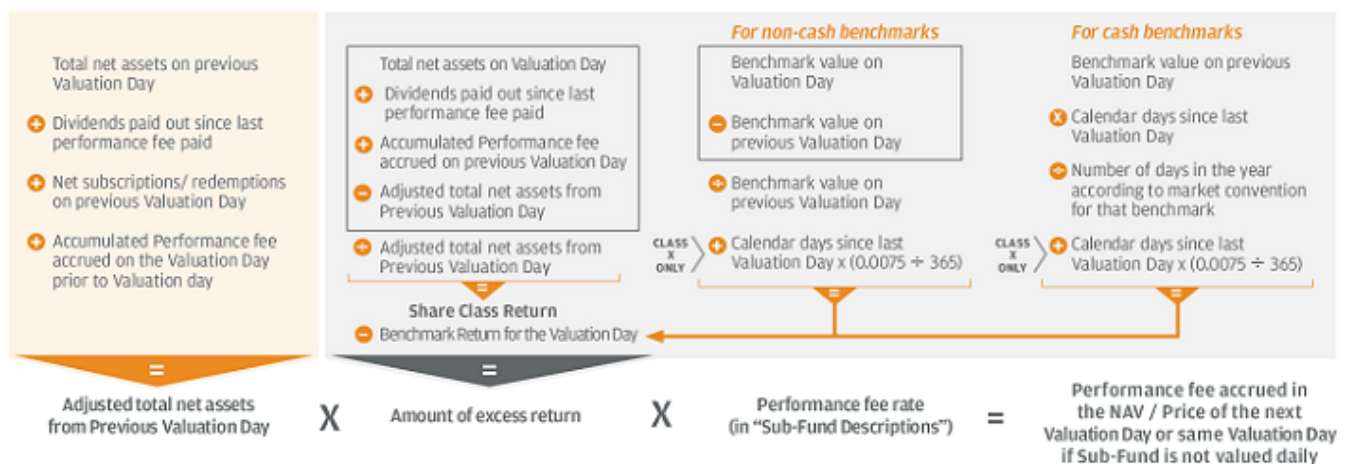 Total net assets on previous
Valuation Day
+ Dividends paid out since last
performance fee paid
+ Net subscriptions/ redemptions
on previous Valuation Day
+ Accumulated Performance fee
accrued on the Valuation Day
prior to Valuation day
=
Adjusted total net assets
from Previous Valuation Day
X
Total net assets on Valuation Day
+ Dividends paid out since last
performance fee paid
+ Accumulated Performance fee
accrued on previous Valuation Day
− Adjusted total net assets from
Previous Valuation Day
÷ Adjusted total net assets from
Previous Valuation Day
=
Share Class Return
− Benchmark Return for the Valuation Day
=
Amount of excess return
For non-cash benchmarks
Benchmark value on
Valuation Day
− Benchmark value on
previous Valuation Day
÷ Benchmark value on
previous Valuation Day
CLASS
X
ONLY
+ Calendar days since last
Valuation Day x (0.0075 ÷ 365)
=
For cash benchmarks
Benchmark value on previous
Valuation Day
x Calendar days since last
Valuation Day
÷ Number of days in the year
according to market convention
for that benchmark
CLASS
X
ONLY
+ Calendar days since last
Valuation Day x (0.0075 ÷ 365)
=
X
Performance fee rate
(in "Sub-Fund Descriptions")
=
Performance fee accrued in
the NAV / Price of the next
Valuation Day or same Valuation Day
if Sub-Fund is not valued daily